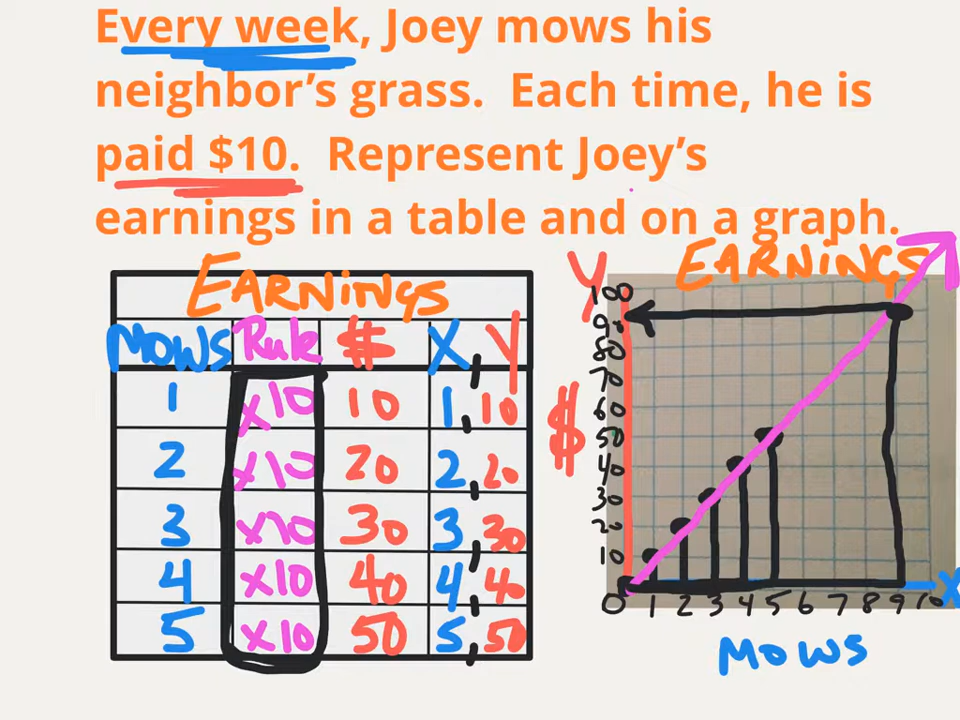 Every week, Joey mows his
neighbor's grass. Each time, he is
paid $10. Represent Joey's
earnings in a table and on a graph.
EARNINGS
MOWS Rule $ X, Y
1 x10 10 1, 10
2 x10 20 2, 20
3 x10 30 3, 30
4 x10 40 4, 40
5 x10 50 5, 50
EARNINGS
Y
100
90
80
70
60
50
40
30
20
10
$
0 1 2 3 4 5 6 7 8 9 10 X
MOWS